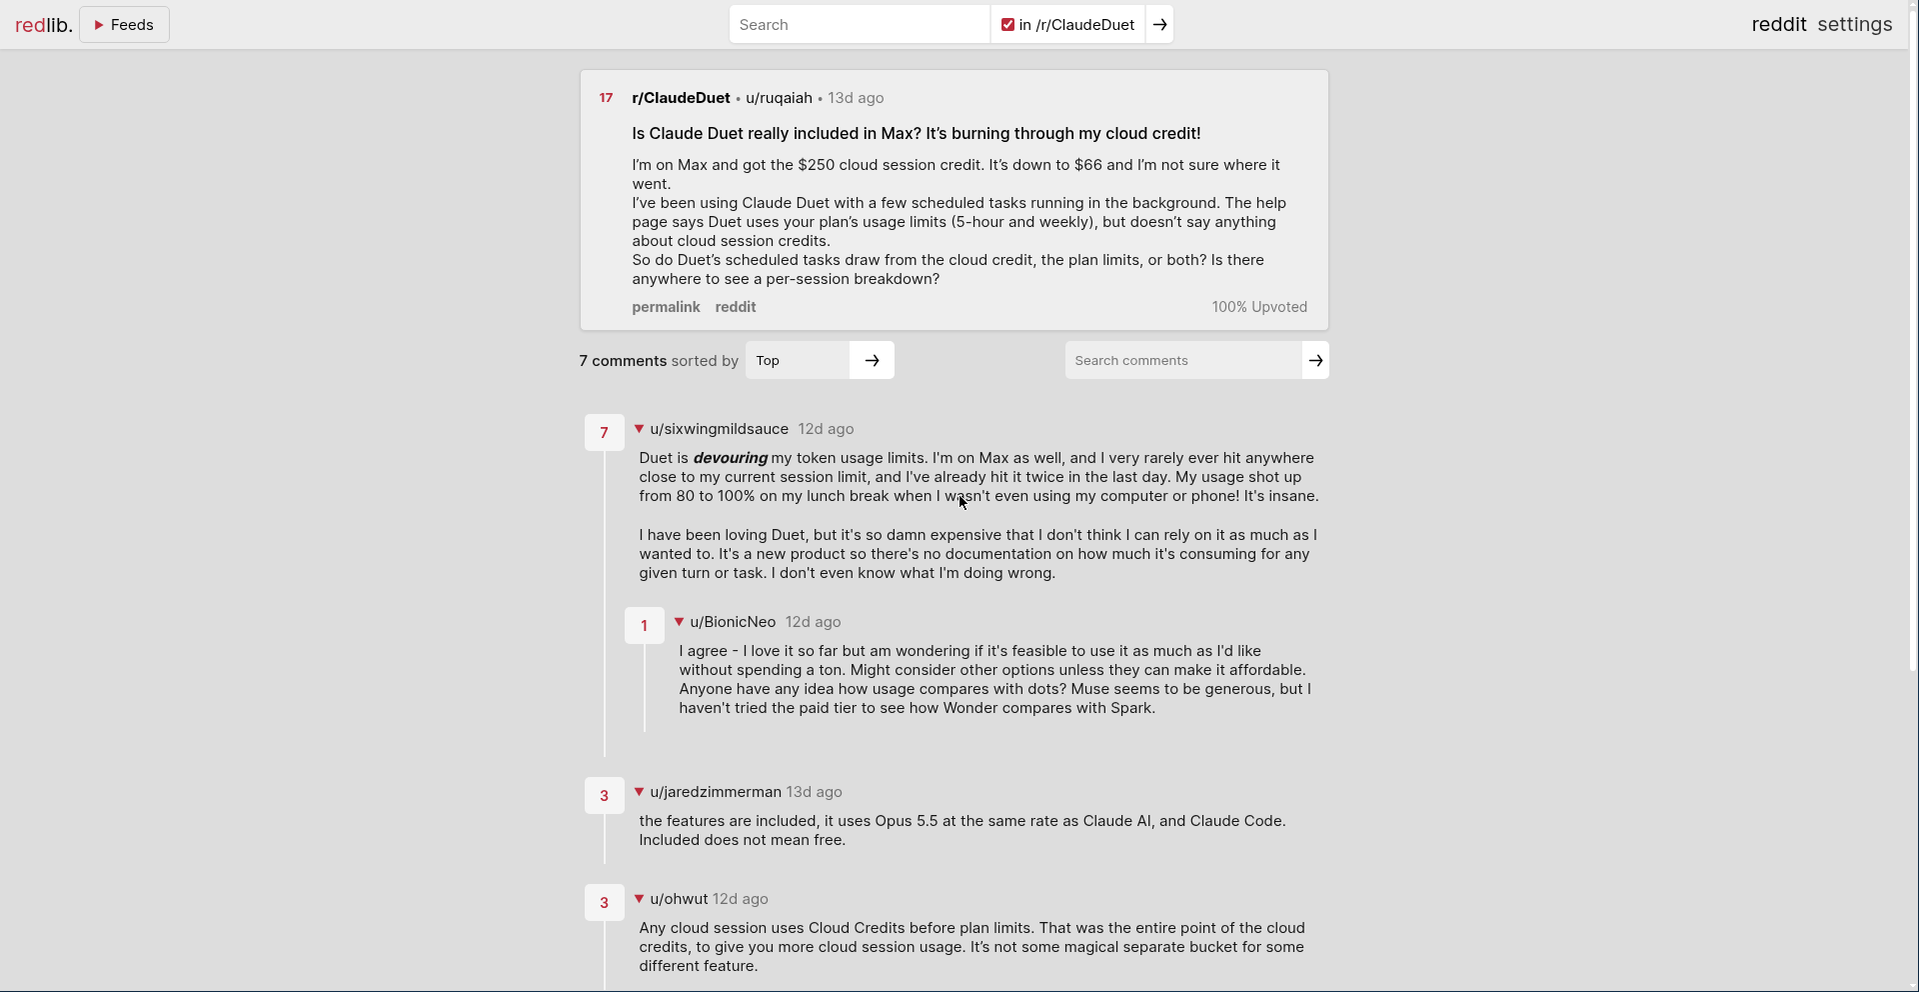 redlib.
▶ Feeds
Search
in /r/ClaudeDuet
→
reddit settings
17
r/ClaudeDuet • u/ruqaiah • 13d ago
Is Claude Duet really included in Max? It’s burning through my cloud credit!
I’m on Max and got the $250 cloud session credit. It’s down to $66 and I’m not sure where it
went.
I’ve been using Claude Duet with a few scheduled tasks running in the background. The help
page says Duet uses your plan’s usage limits (5-hour and weekly), but doesn’t say anything
about cloud session credits.
So do Duet’s scheduled tasks draw from the cloud credit, the plan limits, or both? Is there
anywhere to see a per-session breakdown?
permalink reddit
100% Upvoted
7 comments sorted by
Top
→
Search comments
→
7
▼ u/sixwingmildsauce 12d ago
Duet is devouring my token usage limits. I'm on Max as well, and I very rarely ever hit anywhere
close to my current session limit, and I've already hit it twice in the last day. My usage shot up
from 80 to 100% on my lunch break when I wasn't even using my computer or phone! It's insane.
I have been loving Duet, but it's so damn expensive that I don't think I can rely on it as much as I
wanted to. It's a new product so there's no documentation on how much it's consuming for any
given turn or task. I don't even know what I'm doing wrong.
1
▼ u/BionicNeo 12d ago
I agree - I love it so far but am wondering if it's feasible to use it as much as I'd like
without spending a ton. Might consider other options unless they can make it affordable.
Anyone have any idea how usage compares with dots? Muse seems to be generous, but I
haven't tried the paid tier to see how Wonder compares with Spark.
3
▼ u/jaredzimmerman 13d ago
the features are included, it uses Opus 5.5 at the same rate as Claude AI, and Claude Code.
Included does not mean free.
3
▼ u/ohwut 12d ago
Any cloud session uses Cloud Credits before plan limits. That was the entire point of the cloud
credits, to give you more cloud session usage. It’s not some magical separate bucket for some
different feature.